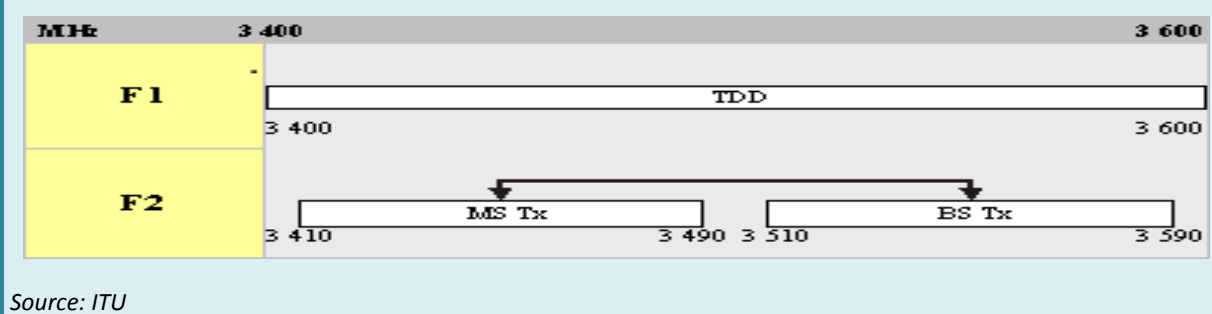 MHz 3 400 3 600
F1 TDD
3 400 3 600
F2 MS Tx BS Tx
3 410 3 490 3 510 3 590
Source: ITU